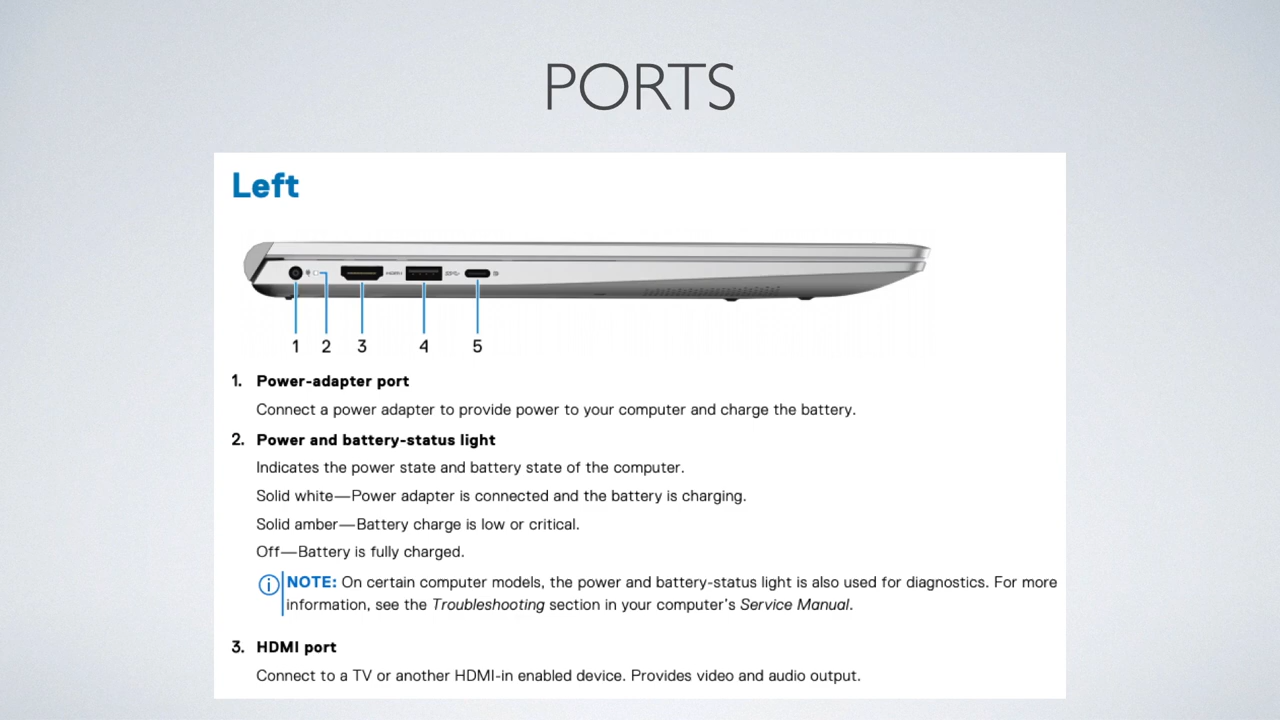 PORTS
Left
1 2 3 4 5
1. Power-adapter port
Connect a power adapter to provide power to your computer and charge the battery.
2. Power and battery-status light
Indicates the power state and battery state of the computer.
Solid white—Power adapter is connected and the battery is charging.
Solid amber—Battery charge is low or critical.
Off—Battery is fully charged.
NOTE: On certain computer models, the power and battery-status light is also used for diagnostics. For more
information, see the Troubleshooting section in your computer's Service Manual.
3. HDMI port
Connect to a TV or another HDMI-in enabled device. Provides video and audio output.